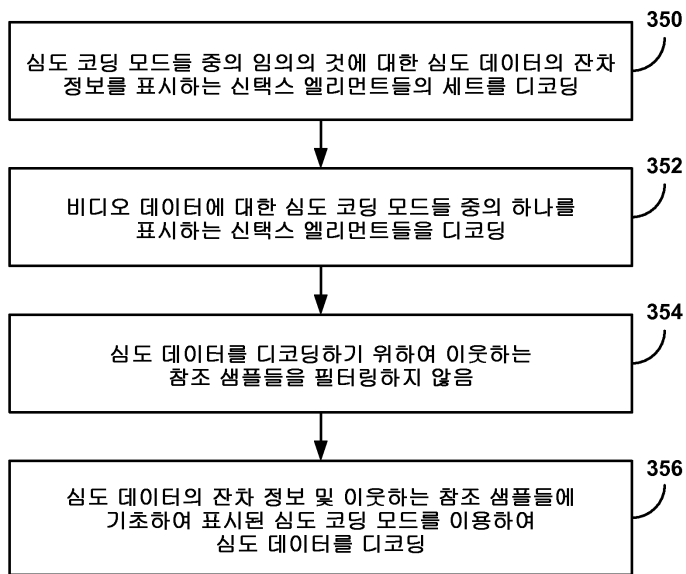 350
심도 코딩 모드들 중의 임의의 것에 대한 심도 데이터의 잔차
정보를 표시하는 신택스 엘리먼트들의 세트를 디코딩
352
비디오 데이터에 대한 심도 코딩 모드들 중의 하나를
표시하는 신택스 엘리먼트들을 디코딩
354
심도 데이터를 디코딩하기 위하여 이웃하는
참조 샘플들을 필터링하지 않음
356
심도 데이터의 잔차 정보 및 이웃하는 참조 샘플들에
기초하여 표시된 심도 코딩 모드를 이용하여
심도 데이터를 디코딩